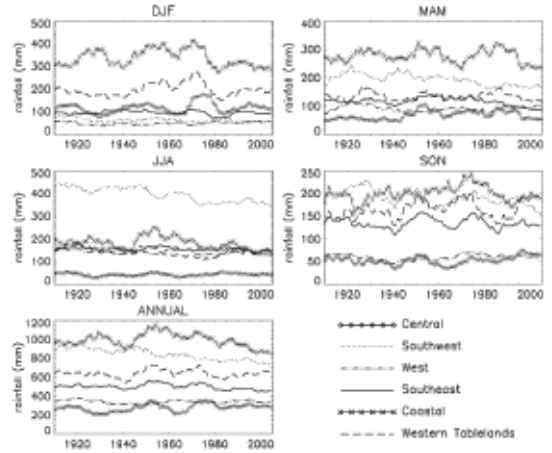 DJF
MAM
rainfall (mm)
500
400
300
200
100
0
1920 1940 1960 1980 2000
rainfall (mm)
400
300
200
100
0
1920 1940 1960 1980 2000
JJA
SON
rainfall (mm)
500
400
300
200
100
0
1920 1940 1960 1980 2000
rainfall (mm)
250
200
150
100
50
0
1920 1940 1960 1980 2000
ANNUAL
rainfall (mm)
1200
1000
800
600
400
200
0
1920 1940 1960 1980 2000
Central
Southwest
West
Southeast
Coastal
Western Tablelands